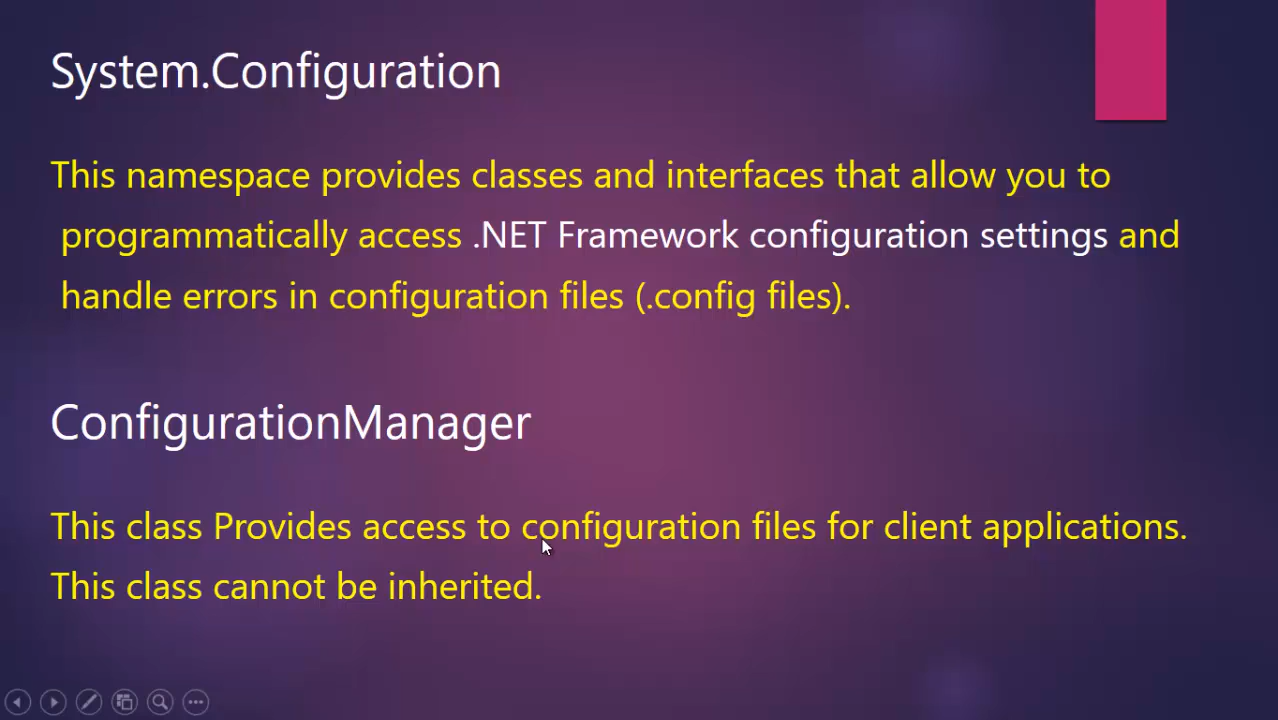 System.Configuration
This namespace provides classes and interfaces that allow you to
programmatically access .NET Framework configuration settings and
handle errors in configuration files (.config files).
ConfigurationManager
This class Provides access to configuration files for client applications.
This class cannot be inherited.